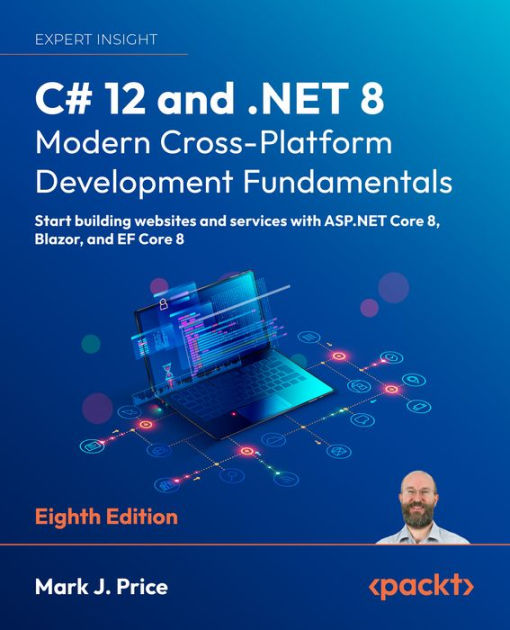 EXPERT INSIGHT
C# 12 and .NET 8
Modern Cross-Platform
Development Fundamentals
Start building websites and services with ASP.NET Core 8,
Blazor, and EF Core 8
Eighth Edition
Mark J. Price
<packt>